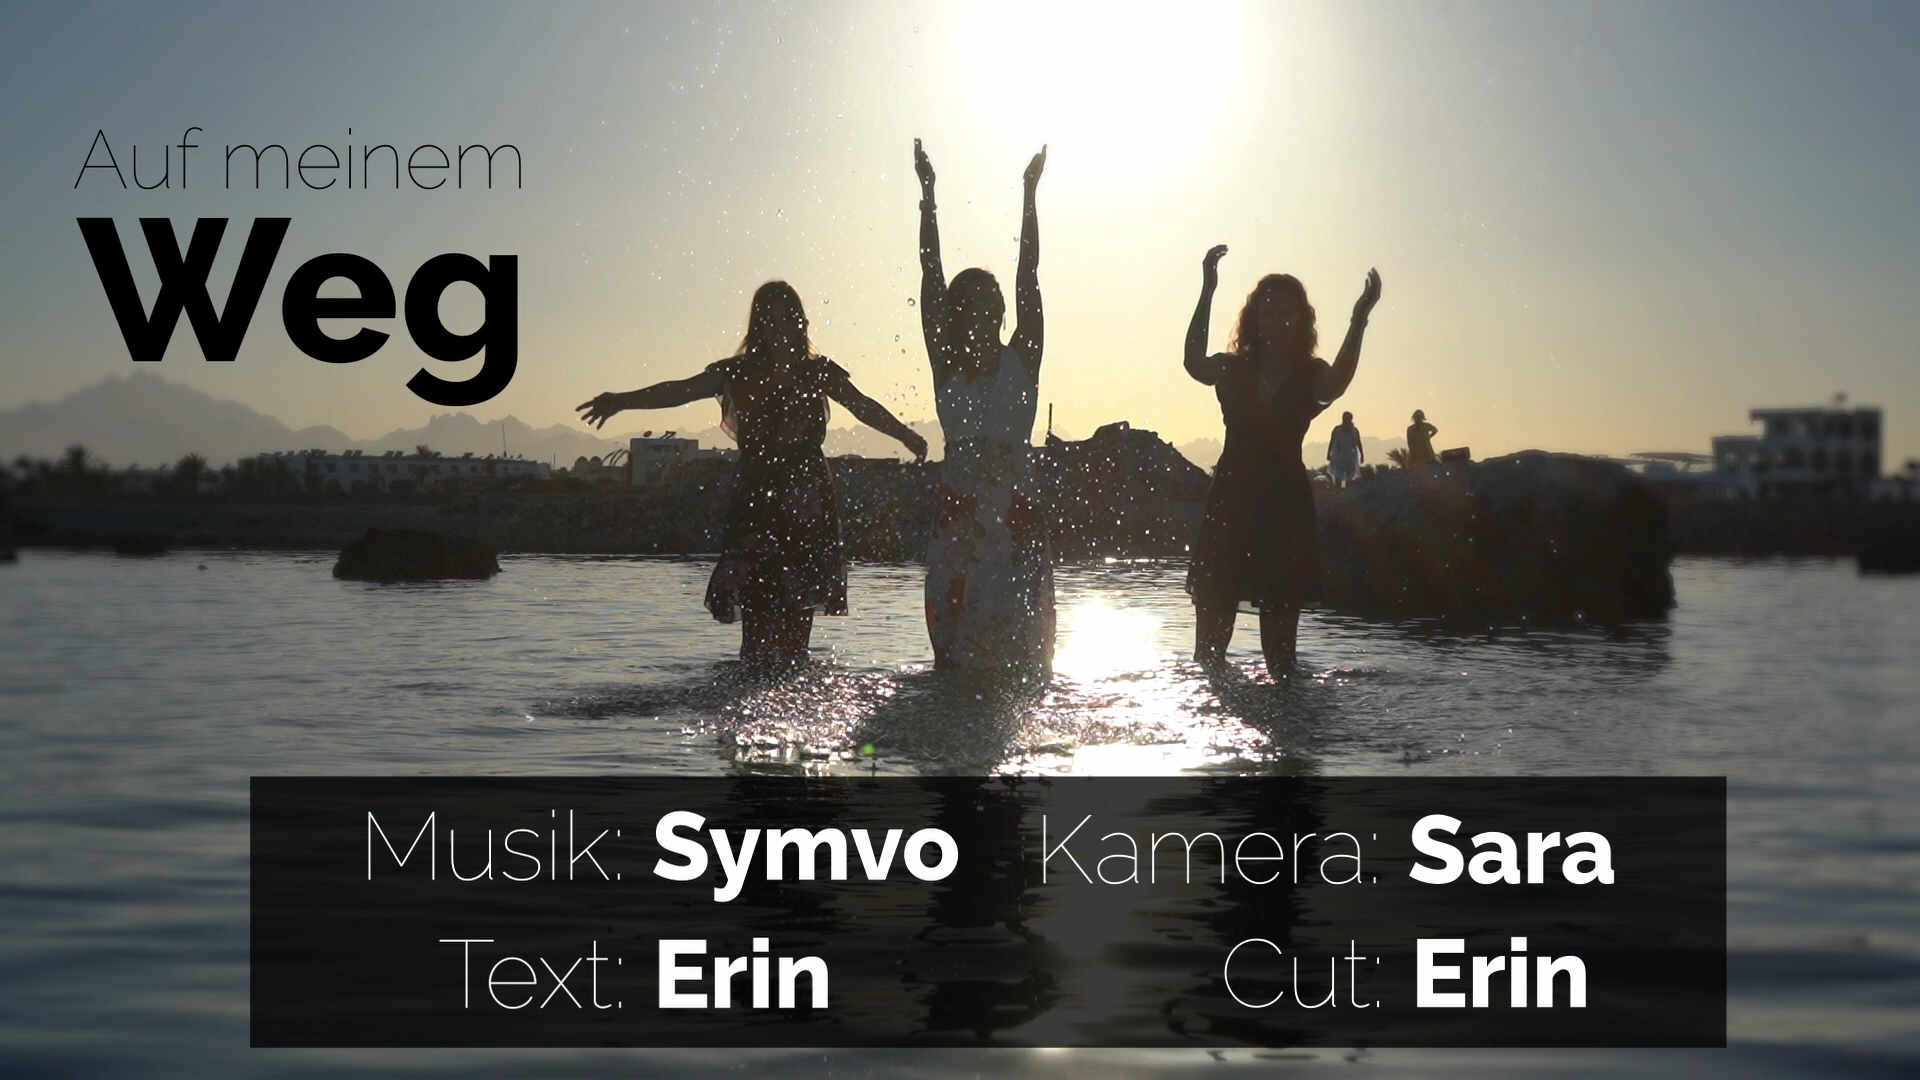 Auf meinem
Weg
Musik: Symvo
Kamera: Sara
Text: Erin
Cut: Erin